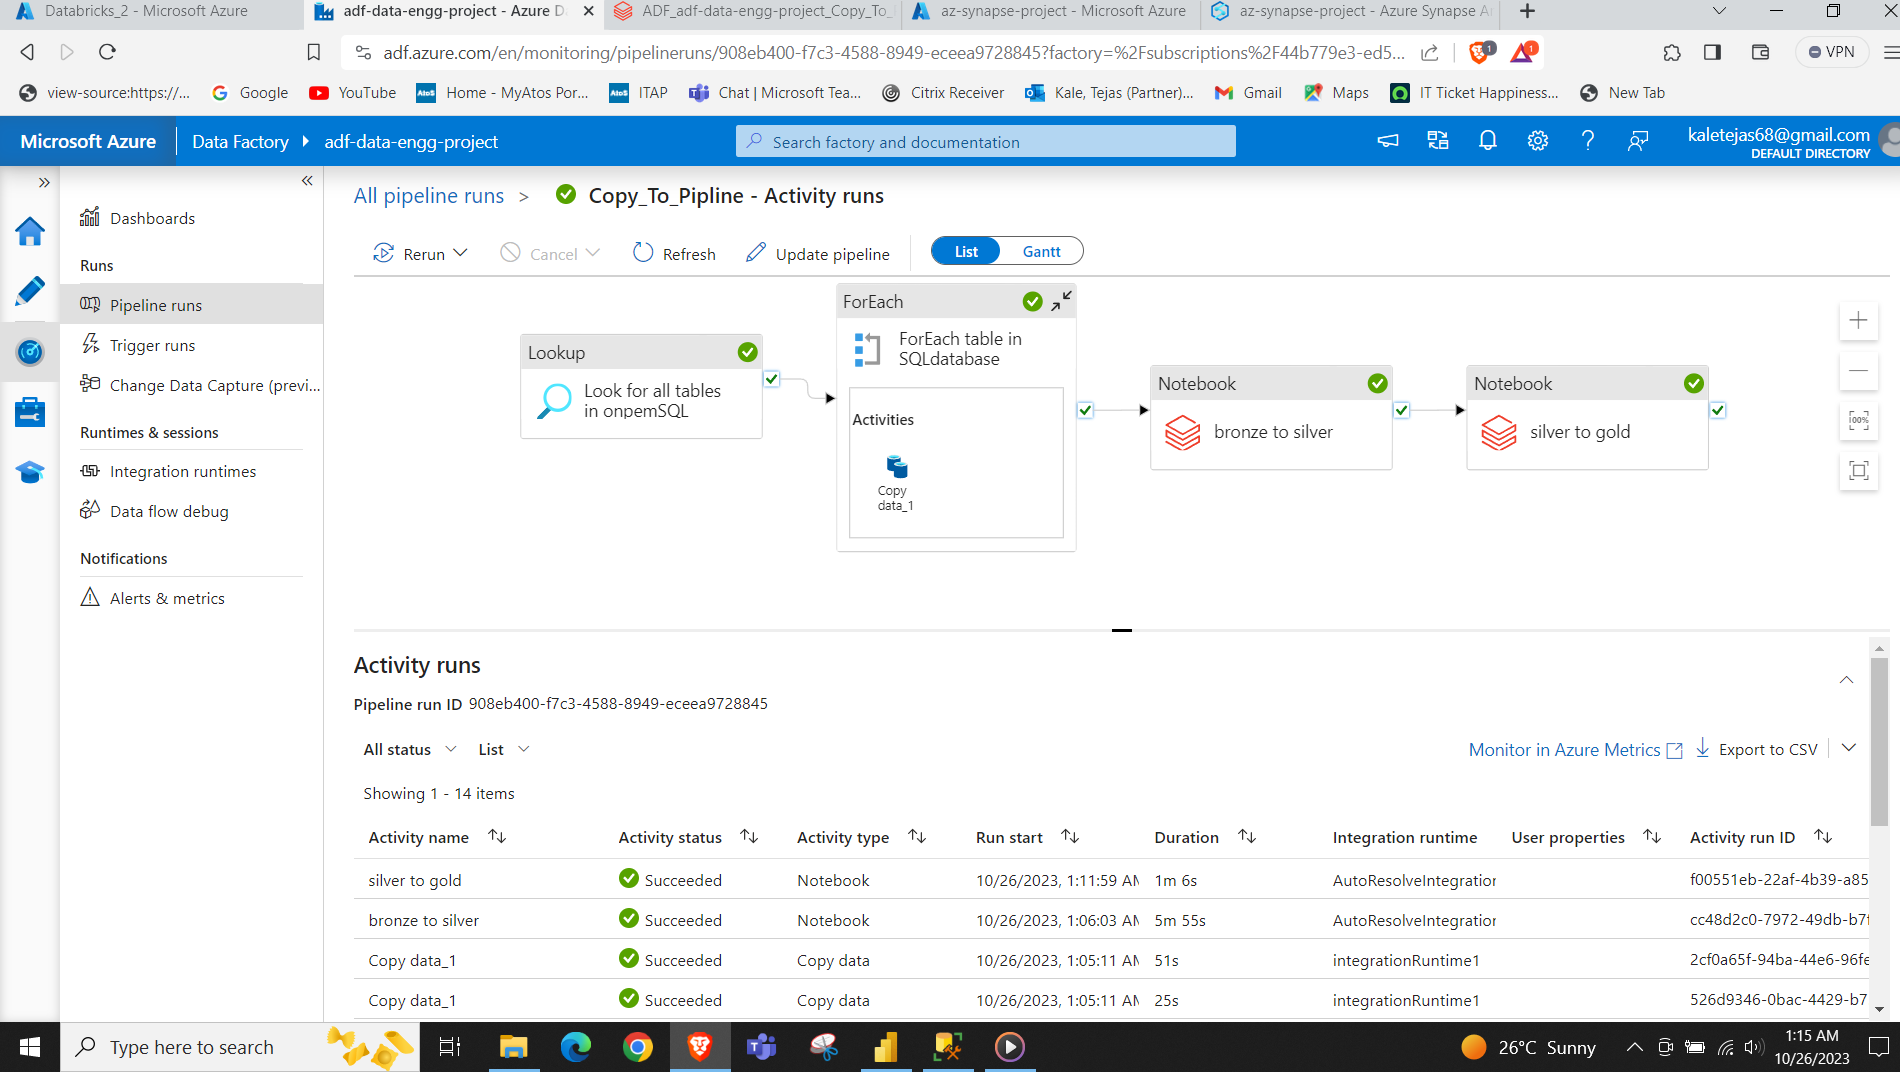 Databricks_2 - Microsoft Azure
adf-data-engg-project - Azure D
ADF_adf-data-engg-project_Copy_To_
az-synapse-project - Microsoft Azure
az-synapse-project - Azure Synapse A
adf.azure.com/en/monitoring/pipelineruns/908eb400-f7c3-4588-8949-eceea9728845?factory=%2Fsubscriptions%2F44b779e3-ed5...
1
1
VPN
view-source:https://...
Google
YouTube
Atos
Home - MyAtos Por...
Atos
ITAP
Chat | Microsoft Tea...
Citrix Receiver
Kale, Tejas (Partner)...
Gmail
Maps
IT Ticket Happiness...
New Tab
Microsoft Azure
Data Factory
adf-data-engg-project
Search factory and documentation
kaletejas68@gmail.com
DEFAULT DIRECTORY
Dashboards
Runs
Pipeline runs
Trigger runs
Change Data Capture (previ...
Runtimes & sessions
Integration runtimes
Data flow debug
Notifications
Alerts & metrics
All pipeline runs > Copy_To_Pipline - Activity runs
Rerun
Cancel
Refresh
Update pipeline
List
Gantt
Lookup
Look for all tables
in onpemSQL
ForEach
ForEach table in
SQLdatabase
Activities
Copy
data_1
Notebook
bronze to silver
Notebook
silver to gold
100%
Activity runs
Pipeline run ID 908eb400-f7c3-4588-8949-eceea9728845
All status
List
Monitor in Azure Metrics
Export to CSV
Showing 1 - 14 items
Activity name Activity status Activity type Run start Duration Integration runtime User properties Activity run ID
silver to gold Succeeded Notebook 10/26/2023, 1:11:59 AM 1m 6s AutoResolveIntegration f00551eb-22af-4b39-a85
bronze to silver Succeeded Notebook 10/26/2023, 1:06:03 AM 5m 55s AutoResolveIntegration cc48d2c0-7972-49db-b7f
Copy data_1 Succeeded Copy data 10/26/2023, 1:05:11 AM 51s integrationRuntime1 2cf0a65f-94ba-44e6-96fe
Copy data_1 Succeeded Copy data 10/26/2023, 1:05:11 AM 25s integrationRuntime1 526d9346-0bac-4429-b7
Type here to search
26°C Sunny
1:15 AM
10/26/2023